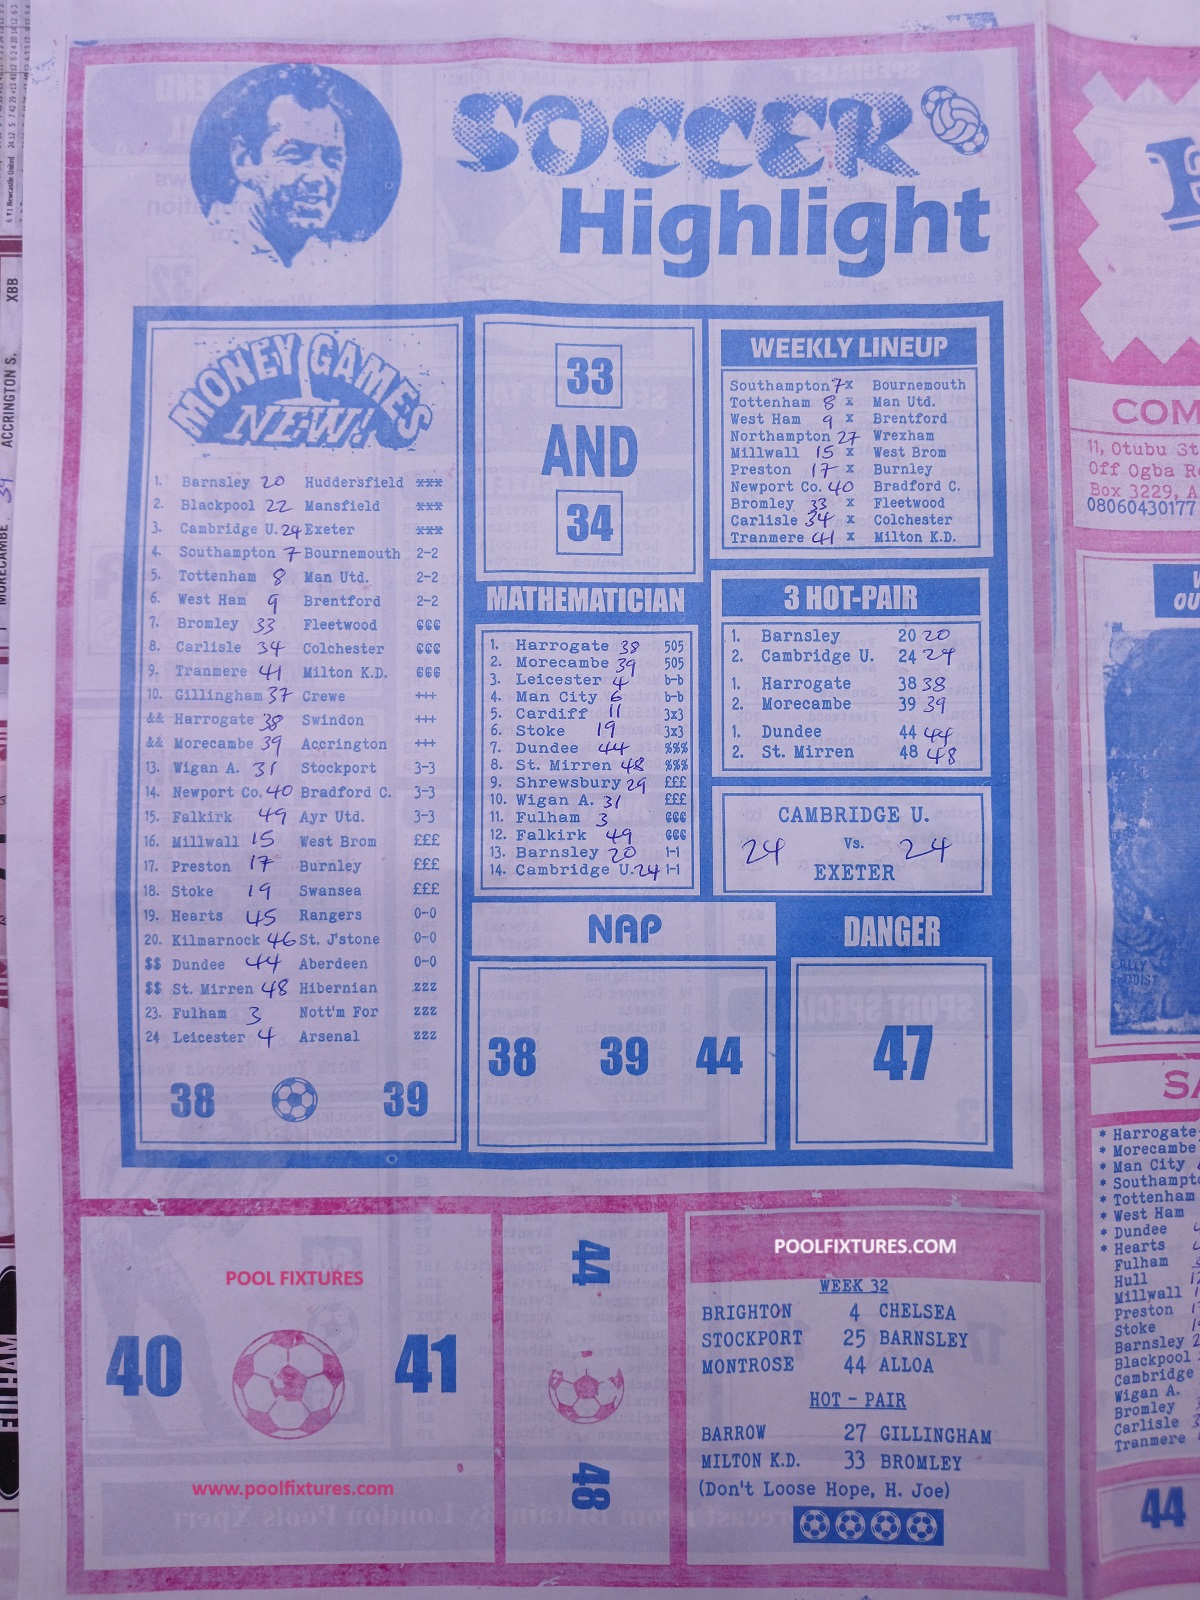 SOCCER
Highlight
MONEY GAMES
NEW!
1. Barnsley 20 Huddersfield xxx
2. Blackpool 22 Mansfield xxx
3. Cambridge U. 24 Exeter xxx
4. Southampton 7 Bournemouth 2-2
5. Tottenham 8 Man Utd. 2-2
6. West Ham 9 Brentford 2-2
7. Bromley 33 Fleetwood ₵₵₵
8. Carlisle 34 Colchester ₵₵₵
9. Tranmere 41 Milton K.D. ₵₵₵
10. Gillingham 37 Crewe +++
&& Harrogate 38 Swindon +++
&& Morecambe 39 Accrington +++
13. Wigan A. 31 Stockport 3-3
14. Newport Co. 40 Bradford C. 3-3
15. Falkirk 49 Ayr Utd. 3-3
16. Millwall 15 West Brom £££
17. Preston 17 Burnley £££
18. Stoke 19 Swansea £££
19. Hearts 45 Rangers 0-0
20. Kilmarnock 46 St. J'stone 0-0
$$ Dundee 44 Aberdeen 0-0
$$ St. Mirren 48 Hibernian zzz
23. Fulham 3 Nott'm For zzz
24 Leicester 4 Arsenal zzz
38 39
33
AND
34
MATHEMATICIAN
1. Harrogate 38 505
2. Morecambe 39 505
3. Leicester 4 b-b
4. Man City 6 b-b
5. Cardiff 11 3x3
6. Stoke 19 3x3
7. Dundee 44 %%%
8. St. Mirren 48 %%%
9. Shrewsbury 29 £££
10. Wigan A. 31 £££
11. Fulham 3 ₵₵₵
12. Falkirk 49 ₵₵₵
13. Barnsley 20 1-1
14. Cambridge U. 24 1-1
WEEKLY LINEUP
Southampton 7 x Bournemouth
Tottenham 8 x Man Utd.
West Ham 9 x Brentford
Northampton 27 Wrexham
Millwall 15 x West Brom
Preston 17 x Burnley
Newport Co. 40 Bradford C.
Bromley 33 x Fleetwood
Carlisle 34 x Colchester
Tranmere 41 x Milton K.D.
3 HOT-PAIR
1. Barnsley 20 20
2. Cambridge U. 24 24
1. Harrogate 38 38
2. Morecambe 39 39
1. Dundee 44 44
2. St. Mirren 48 48
CAMBRIDGE U.
24 Vs. 24
EXETER
NAP
38 39 44
DANGER
47
POOL FIXTURES
40 41
www.poolfixtures.com
44
48
POOLFIXTURES.COM
WEEK 32
BRIGHTON 4 CHELSEA
STOCKPORT 25 BARNSLEY
MONTROSE 44 ALLOA
HOT - PAIR
BARROW 27 GILLINGHAM
MILTON K.D. 33 BROMLEY
(Don't Loose Hope, H. Joe)
COM
11, Otubu St
Off Ogba R
Box 3229, A
08060430177
OU
SA
* Harrogate
* Morecambe
* Man City
* Southampto
* Tottenham
* West Ham
* Dundee
* Hearts
Fulham
Hull
Millwall
Preston
Stoke
Barnsley
Blackpool
Cambridge
Wigan A.
Bromley
Carlisle
Tranmere
44
XBB
ACCRINGTON S.
MORECAMBE 39